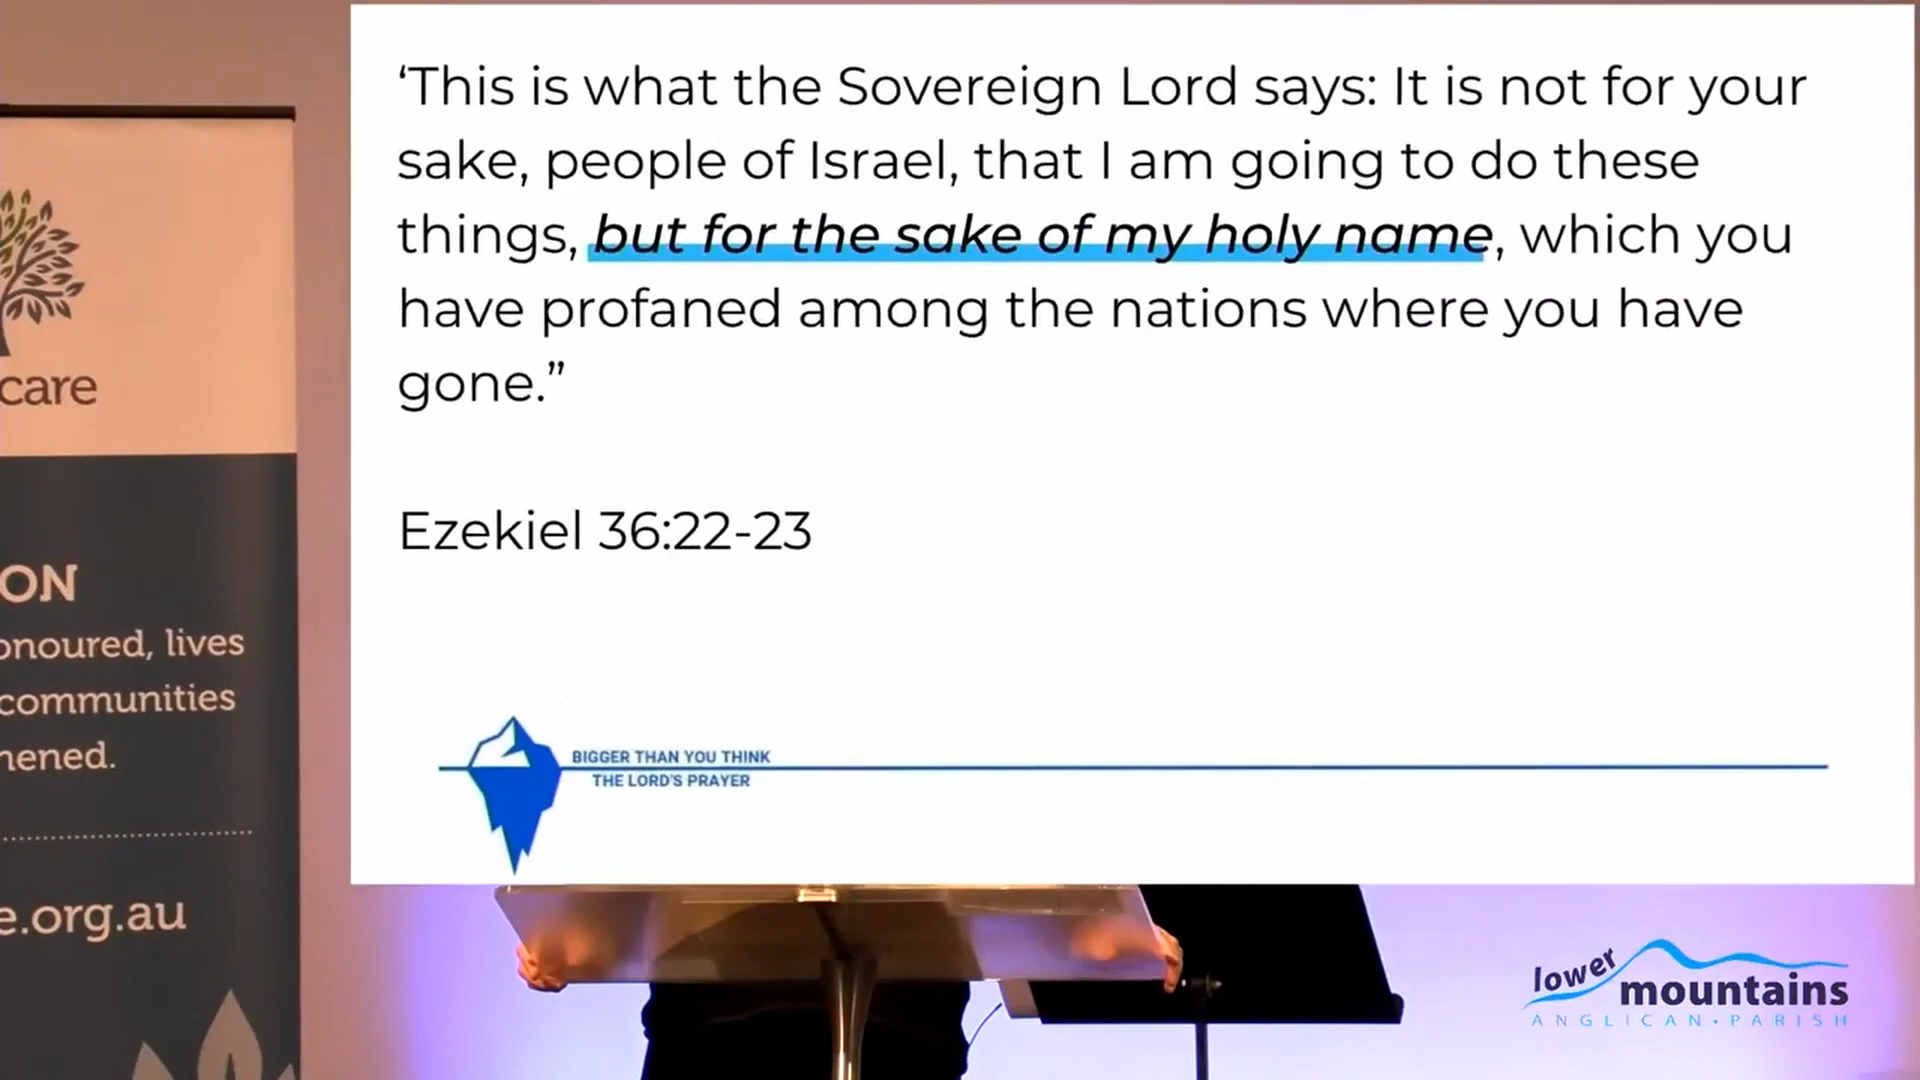 ‘This is what the Sovereign Lord says: It is not for your
sake, people of Israel, that I am going to do these
things, but for the sake of my holy name, which you
have profaned among the nations where you have
gone.”
Ezekiel 36:22-23
BIGGER THAN YOU THINK
THE LORD'S PRAYER
care
ON
onoured, lives
communities
hened.
e.org.au
lower
mountains
ANGLICAN·PARISH